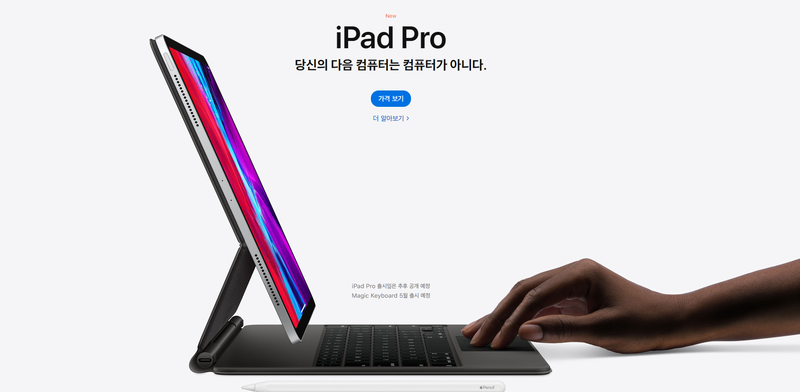 New
iPad Pro
당신의 다음 컴퓨터는 컴퓨터가 아니다.
가격 보기
더 알아보기 >
iPad Pro 출시일은 추후 공개 예정
Magic Keyboard 5월 출시 예정
Pencil